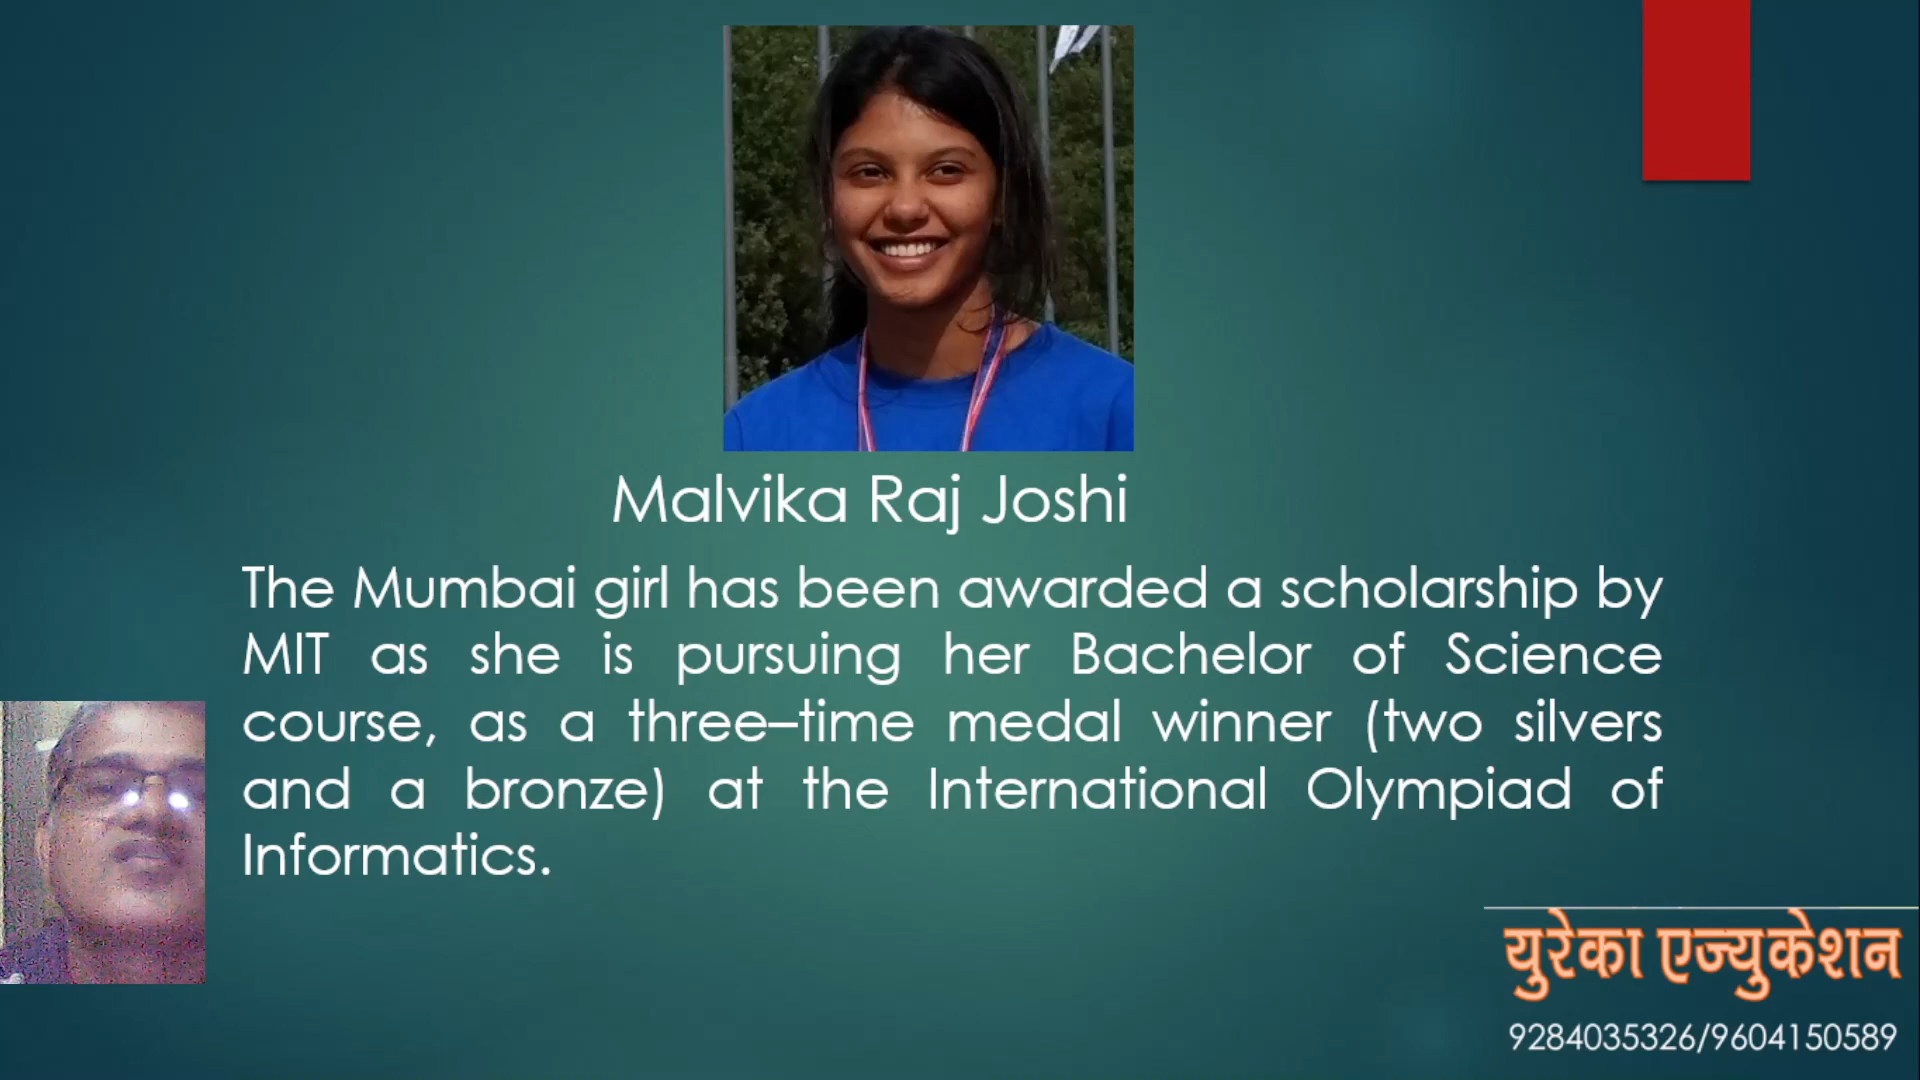 Malvika Raj Joshi
The Mumbai girl has been awarded a scholarship by
MIT as she is pursuing her Bachelor of Science
course, as a three–time medal winner (two silvers
and a bronze) at the International Olympiad of
Informatics.
युरेका एज्युकेशन
9284035326/9604150589